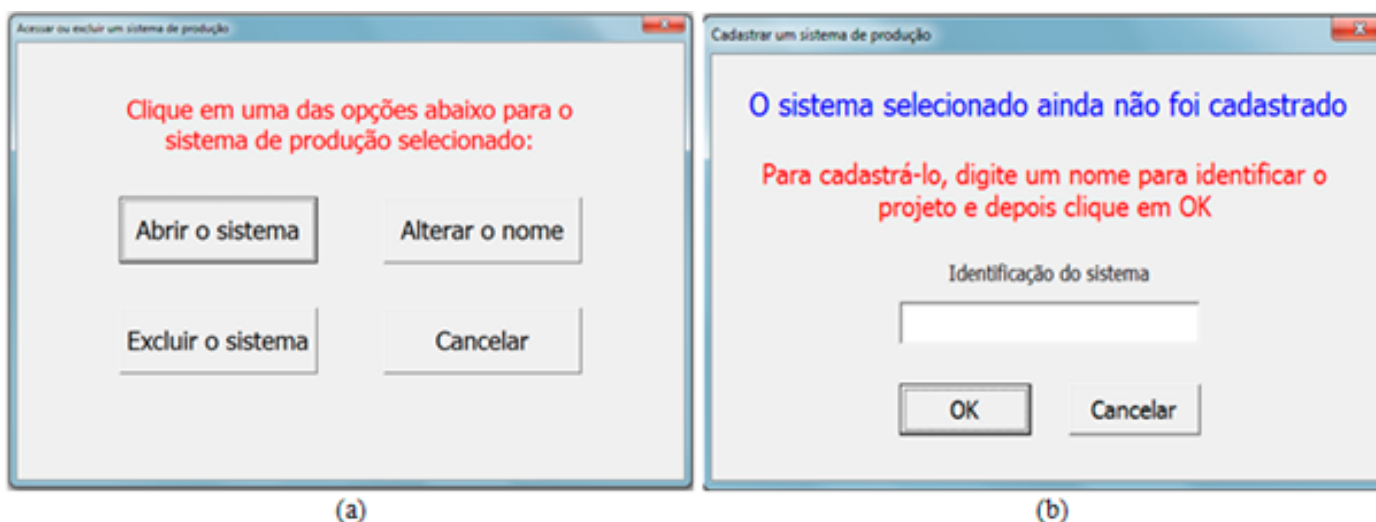 Acessar ou excluir um sistema de produção
Clique em uma das opções abaixo para o
sistema de produção selecionado:
Abrir o sistema
Alterar o nome
Excluir o sistema
Cancelar
(a)
Cadastrar um sistema de produção
O sistema selecionado ainda não foi cadastrado
Para cadastrá-lo, digite um nome para identificar o
projeto e depois clique em OK
Identificação do sistema
OK
Cancelar
(b)